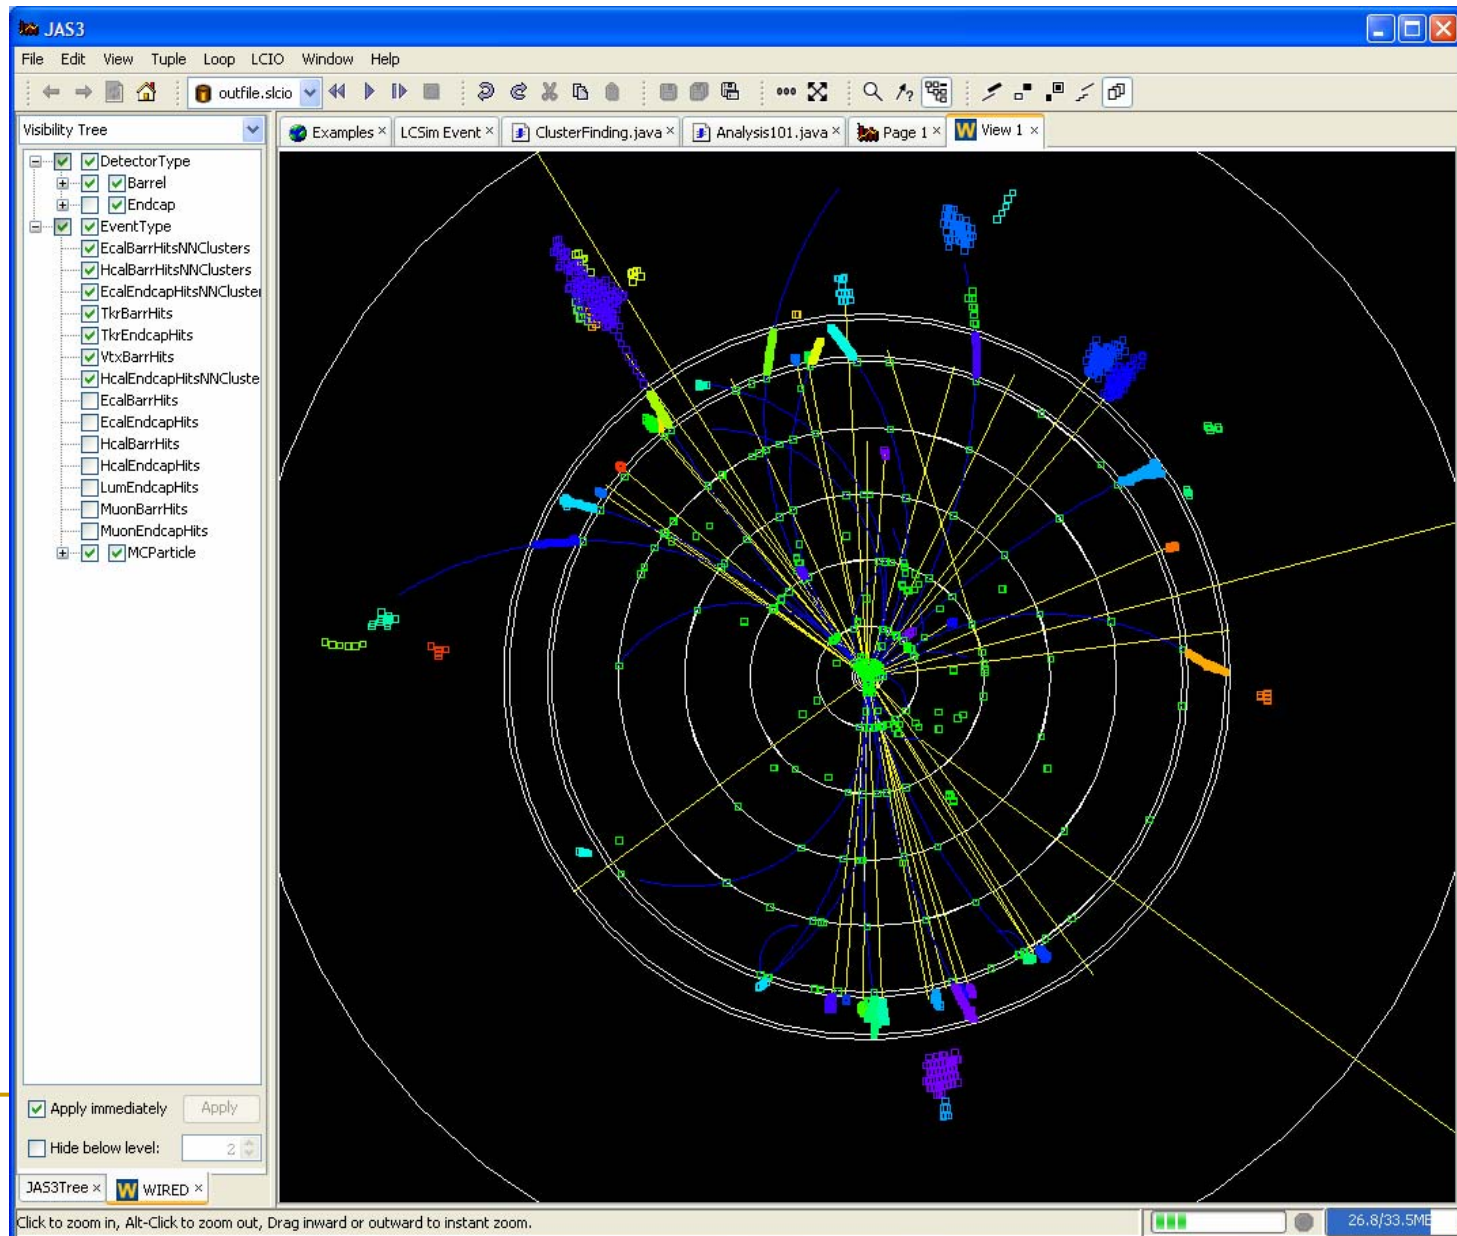 JAS3
File Edit View Tuple Loop LCIO Window Help
outfile.slcio
Visibility Tree
Examples LCSim Event ClusterFinding.java Analysis101.java Page 1 W View 1
DetectorType
Barrel
Endcap
EventType
EcalBarrHitsNNClusters
HcalBarrHitsNNClusters
EcalEndcapHitsNNCluste
TkrBarrHits
TkrEndcapHits
VtxBarrHits
HcalEndcapHitsNNCluste
EcalBarrHits
EcalEndcapHits
HcalBarrHits
HcalEndcapHits
LumEndcapHits
MuonBarrHits
MuonEndcapHits
MCParticle
Apply immediately Apply
Hide below level: 2
JAS3Tree W WIRED
Click to zoom in, Alt-Click to zoom out, Drag inward or outward to instant zoom.
26.8/33.5MB